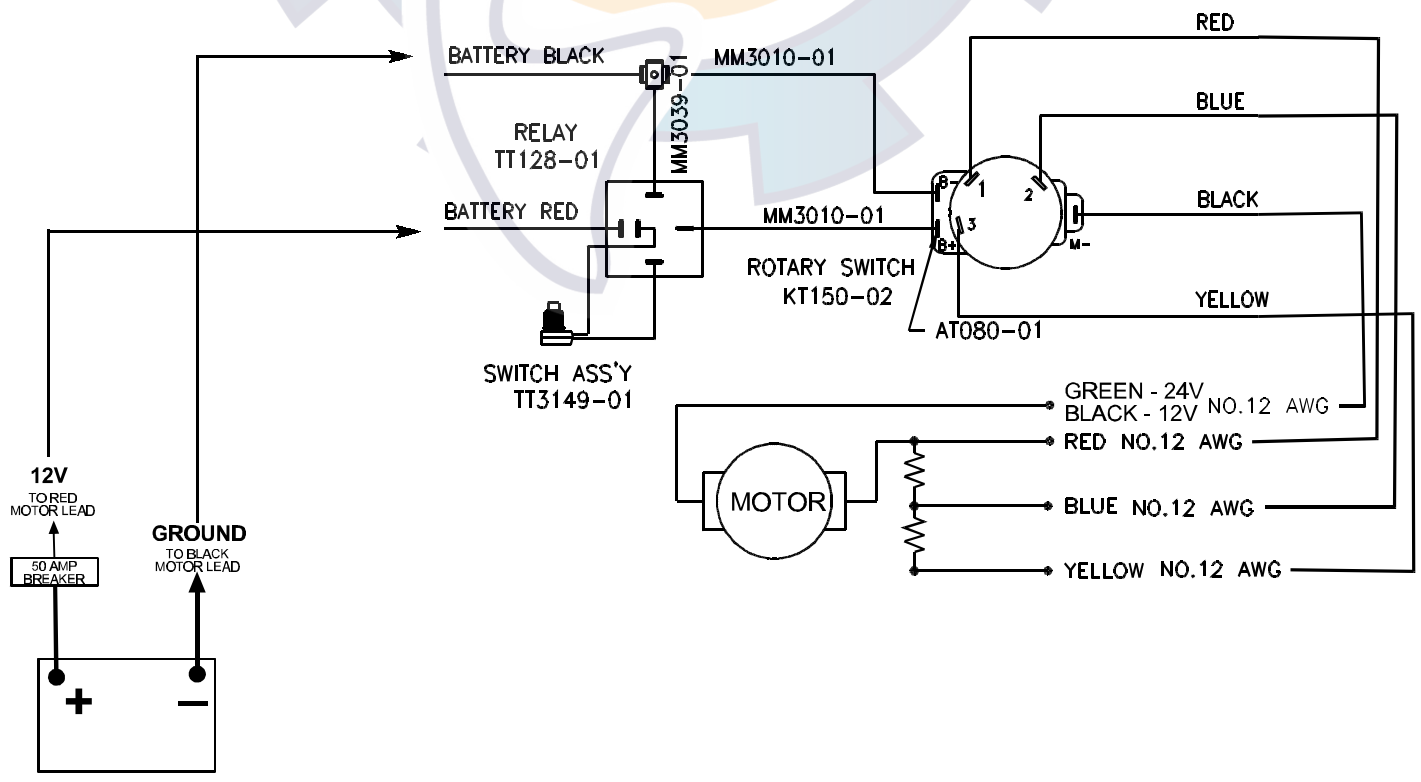 RED
BATTERY BLACK
MM3010-01
MM3039-01
BLUE
RELAY
TT128-01
B-
1
2
BATTERY RED
MM3010-01
BLACK
3
M-
B+
ROTARY SWITCH
KT150-02
YELLOW
AT080-01
SWITCH ASS'Y
TT3149-01
GREEN - 24V
BLACK - 12V NO.12 AWG
RED NO.12 AWG
MOTOR
BLUE NO.12 AWG
YELLOW NO.12 AWG
12V
TO RED
MOTOR LEAD
GROUND
TO BLACK
MOTOR LEAD
50 AMP
BREAKER
+
−